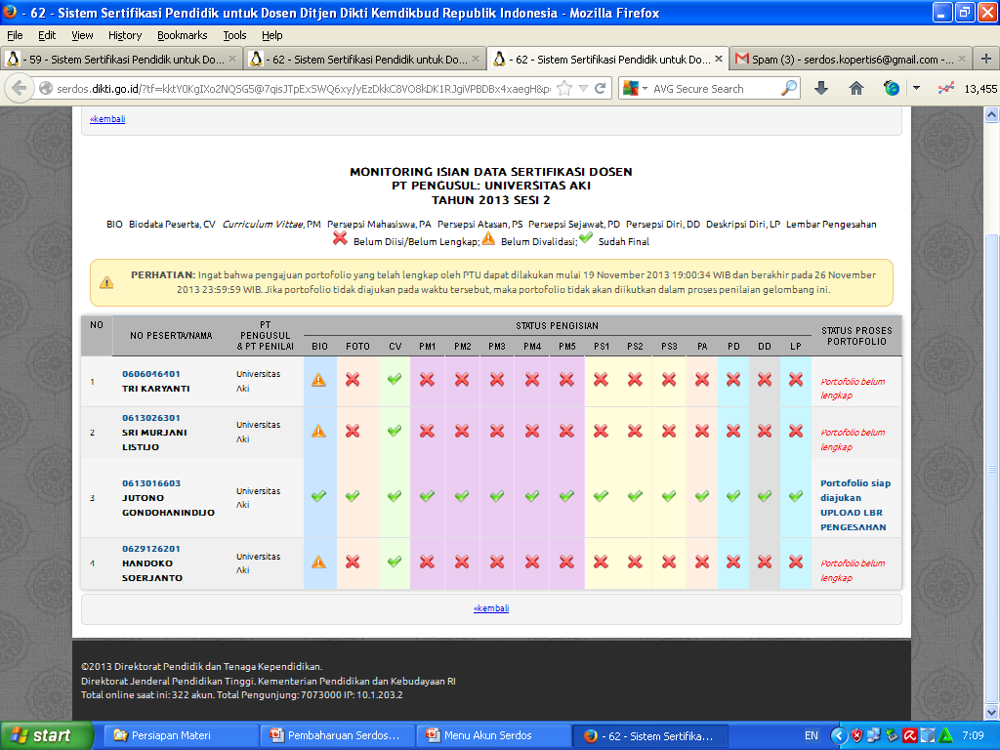 - 62 - Sistem Sertifikasi Pendidik untuk Dosen Ditjen Dikti Kemdikbud Republik Indonesia - Mozilla Firefox
File Edit View History Bookmarks Tools Help
- 59 - Sistem Sertifikasi Pendidik untuk Do...
- 62 - Sistem Sertifikasi Pendidik untuk Do...
- 62 - Sistem Sertifikasi Pendidik untuk Do...
Spam (3) - serdos.kopertis6@gmail.com -...
AVG Secure Search
13,455
«kembali
MONITORING ISIAN DATA SERTIFIKASI DOSEN
PT PENGUSUL: UNIVERSITAS AKI
TAHUN 2013 SESI 2
BIO Biodata Peserta, CV Curriculum Vittae, PM Persepsi Mahasiswa, PA Persepsi Atasan, PS Persepsi Sejawat, PD Persepsi Diri, DD Deskripsi Diri, LP Lembar Pengesahan
Belum Diisi/Belum Lengkap; Belum Divalidasi; Sudah Final
PERHATIAN: Ingat bahwa pengajuan portofolio yang telah lengkap oleh PTU dapat dilakukan mulai 19 November 2013 19:00:34 WIB dan berakhir pada 26 November
2013 23:59:59 WIB. Jika portofolio tidak diajukan pada waktu tersebut, maka portofolio tidak akan diikutkan dalam proses penilaian gelombang ini.
NO
NO PESERTA/NAMA
PT
PENGUSUL
& PT PENILAI
STATUS PENGISIAN
BIO FOTO CV PM1 PM2 PM3 PM4 PM5 PS1 PS2 PS3 PA PD DD LP
STATUS PROSES
PORTOFOLIO
1
0606046401
TRI KARYANTI
Universitas
Aki
Portofolio belum
lengkap
2
0613026301
SRI MURJANI
LISTIJO
Universitas
Aki
Portofolio belum
lengkap
3
0613016603
JUTONO
GONDOHANINDIJO
Universitas
Aki
Portofolio siap
diajukan
UPLOAD LBR
PENGESAHAN
4
0629126201
HANDOKO
SOERJANTO
Universitas
Aki
Portofolio belum
lengkap
«kembali
©2013 Direktorat Pendidik dan Tenaga Kependidikan.
Direktorat Jenderal Pendidikan Tinggi. Kementerian Pendidikan dan Kebudayaan RI
Total online saat ini: 322 akun. Total Pengunjung: 7073000 IP: 10.1.203.2
start
Persiapan Materi
Pembaharuan Serdos...
Menu Akun Serdos
- 62 - Sistem Sertifika...
EN
7:09